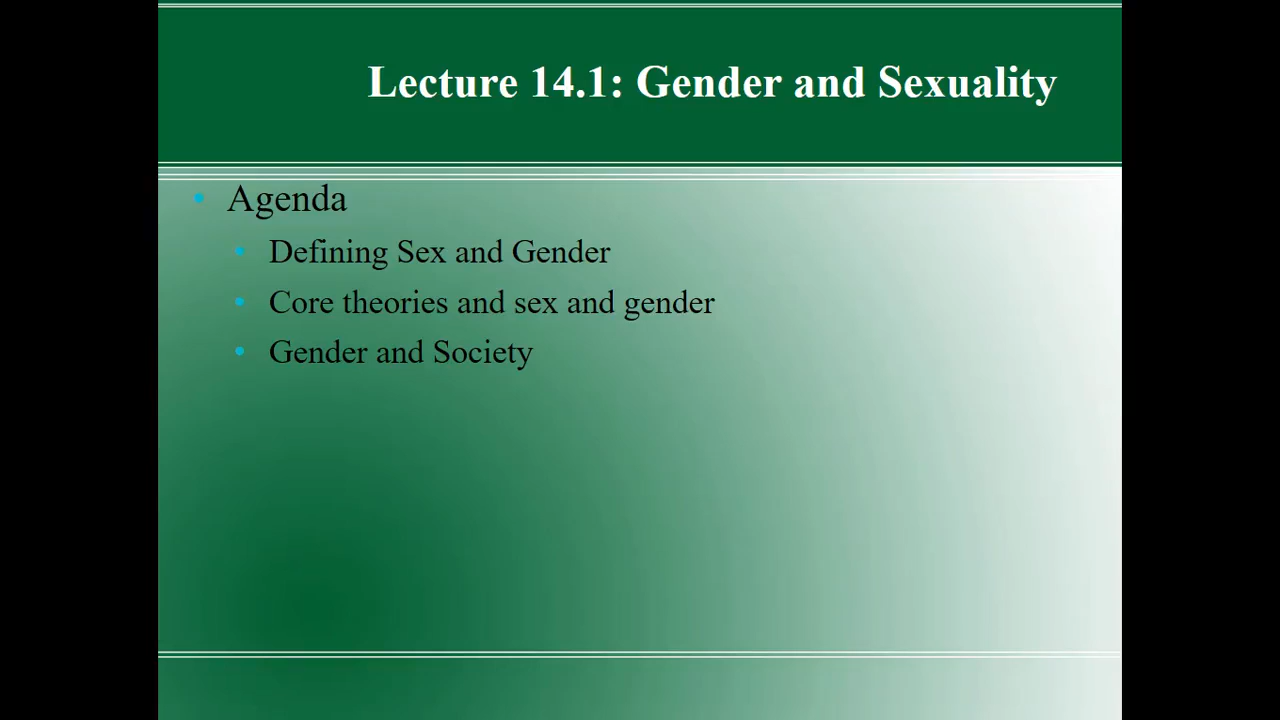 Lecture 14.1: Gender and Sexuality
• Agenda
• Defining Sex and Gender
• Core theories and sex and gender
• Gender and Society